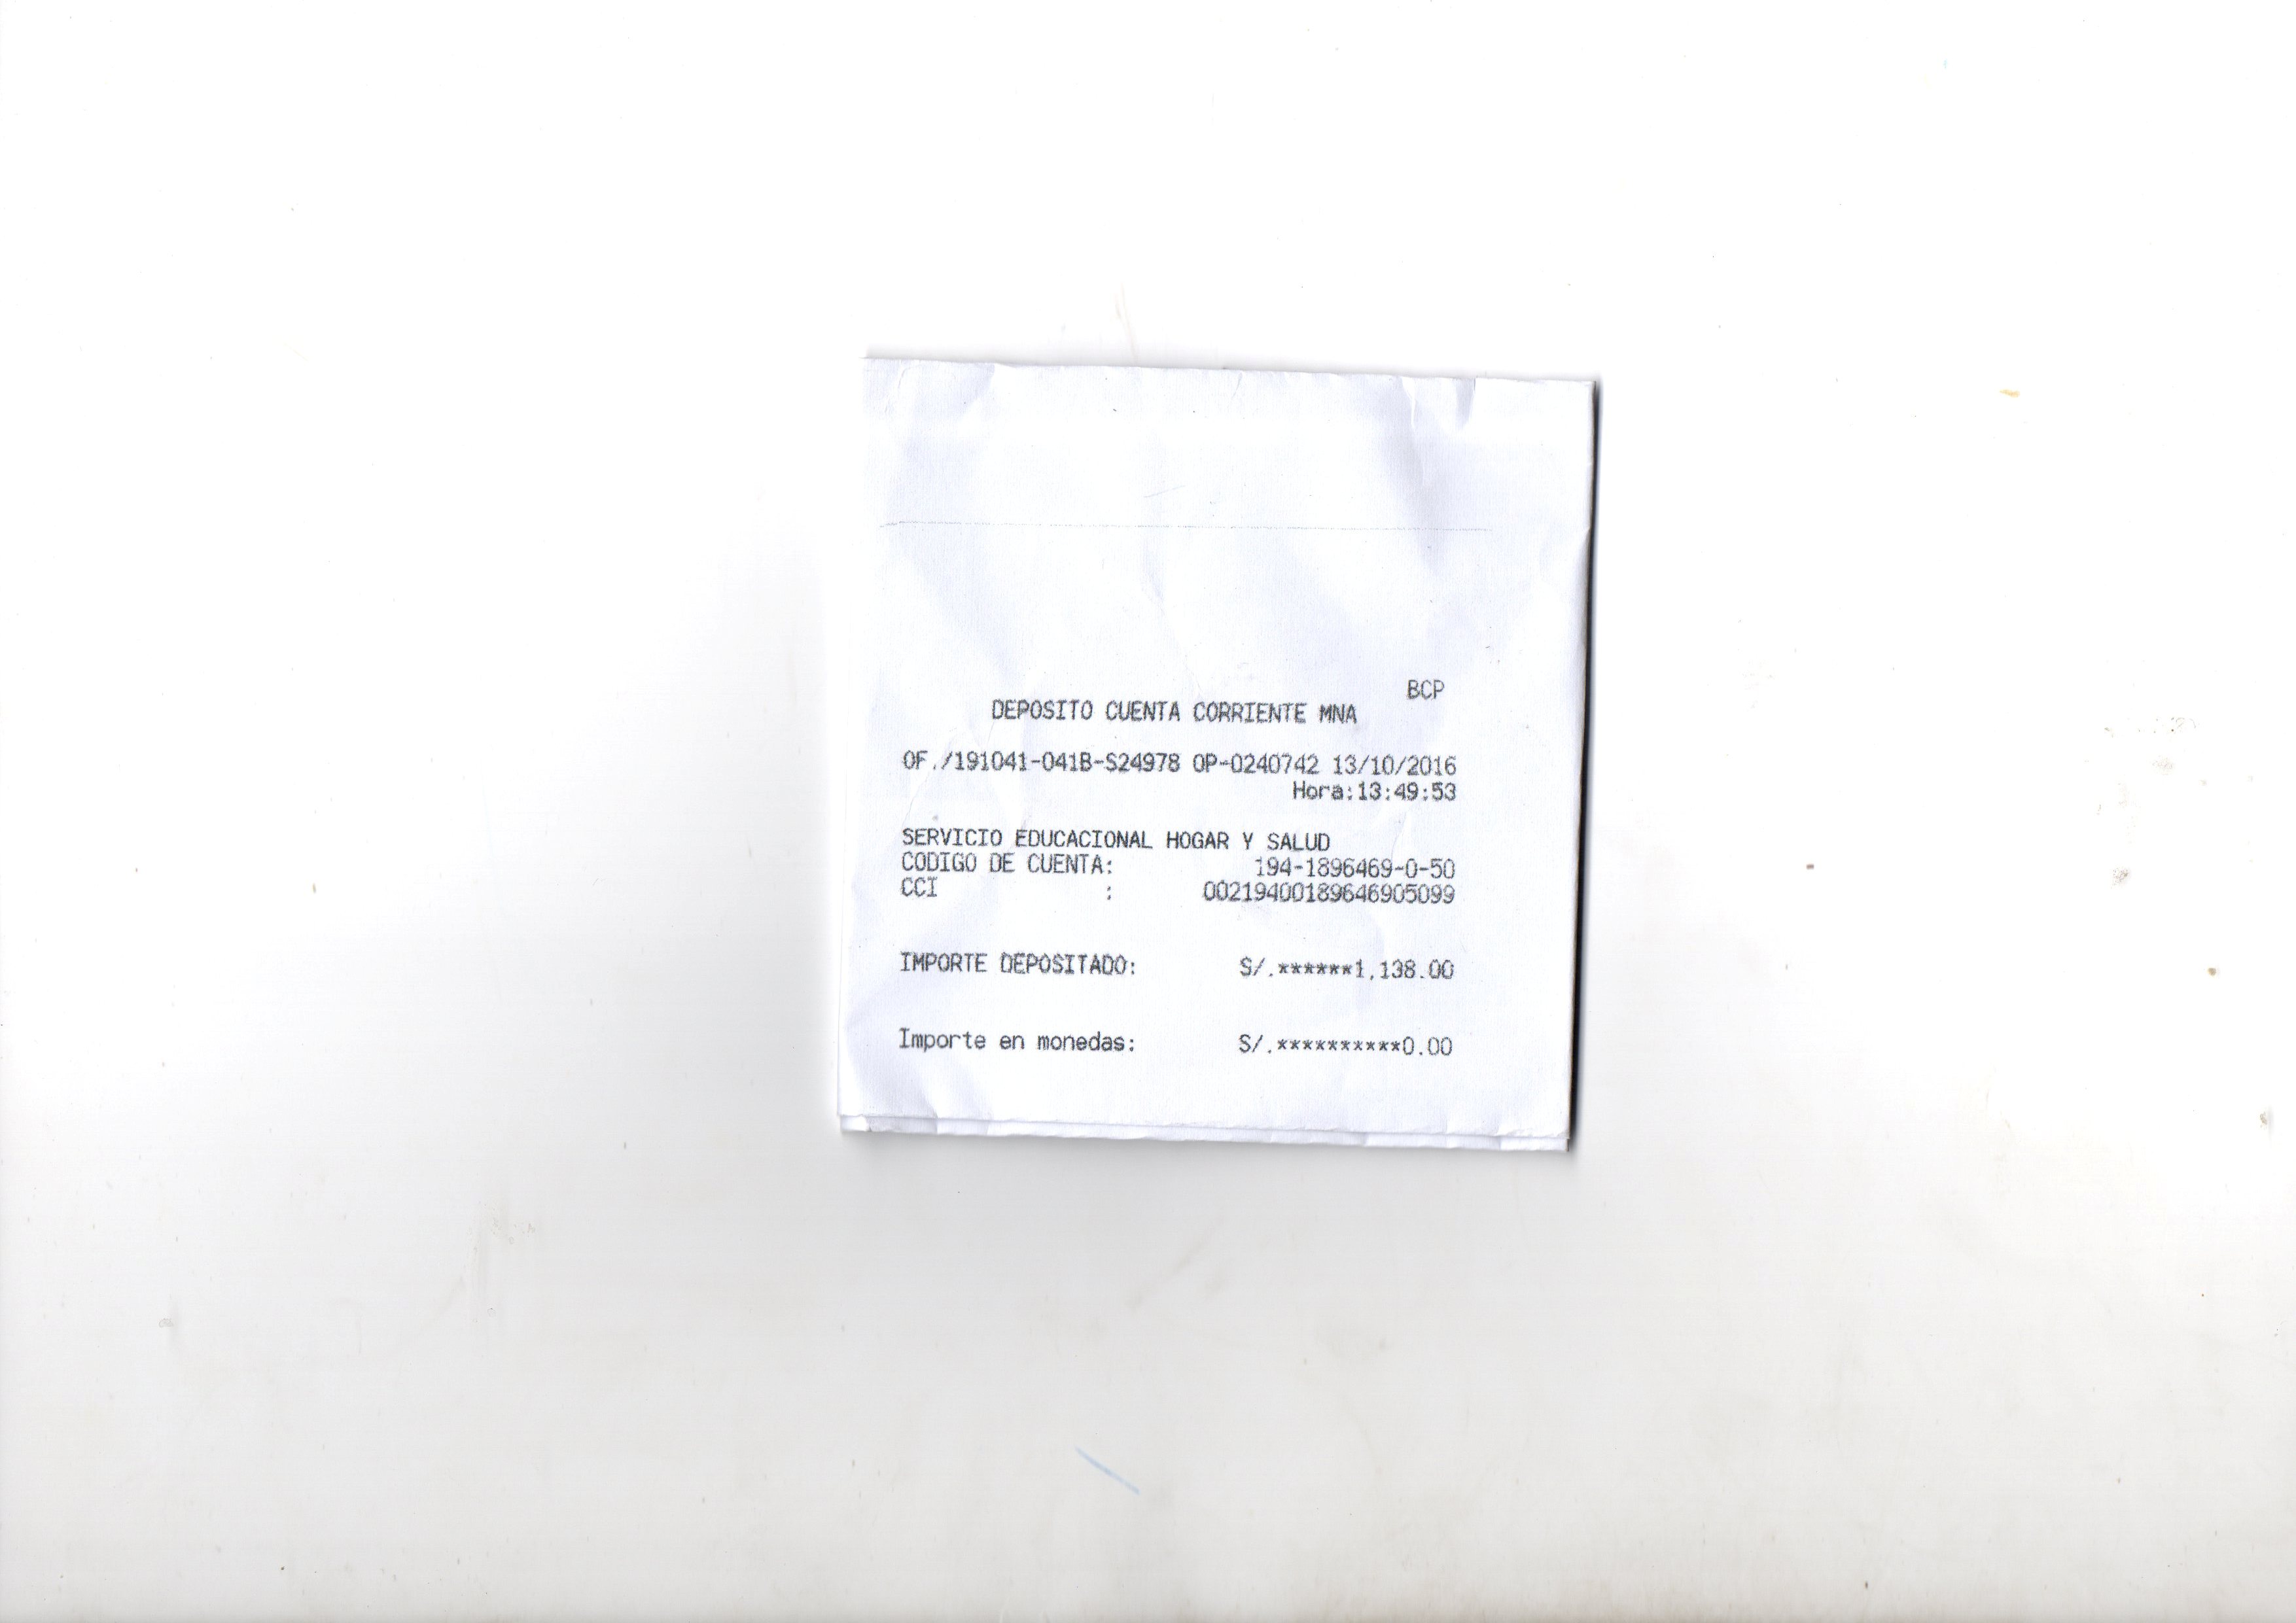 BCP
DEPOSITO CUENTA CORRIENTE MNA
OF./191041-041B-S24978 OP-0240742 13/10/2016
Hora:13:49:53
SERVICIO EDUCACIONAL HOGAR Y SALUD
CODIGO DE CUENTA: 194-1896469-0-50
CCI : 00219400189646905099
IMPORTE DEPOSITADO: S/.******1,138.00
Importe en monedas: S/.**********0.00